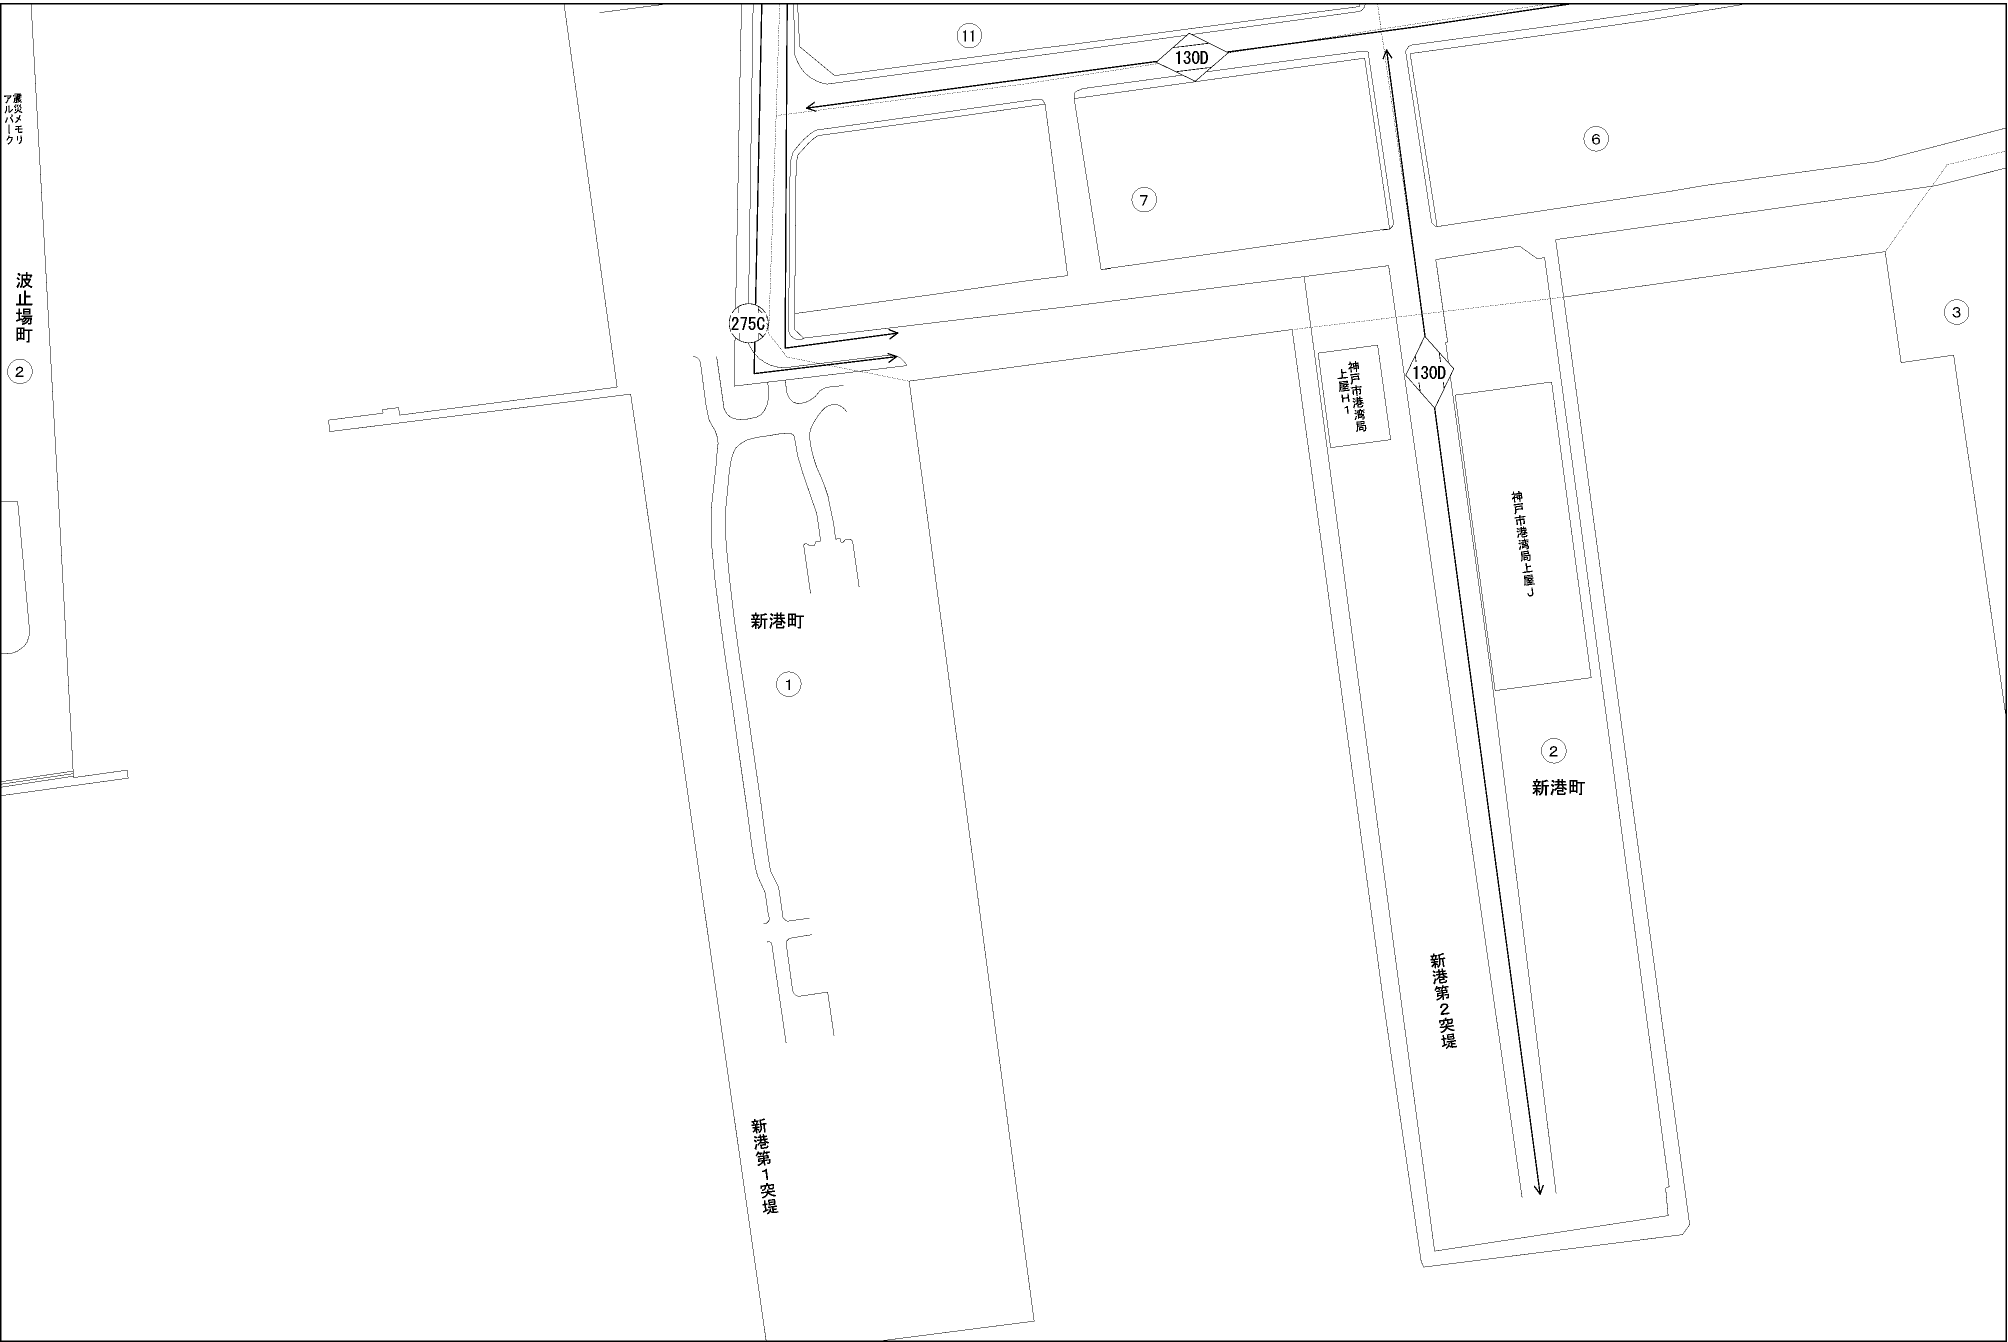 ⑪
130D
震災メモリ
アルパーク
⑥
⑦
波止場町
②
275C
③
神戸市港湾局
上屋H1
130D
神戸市港湾局上屋J
新港町
①
②
新港町
新港第2突堤
新港第1突堤